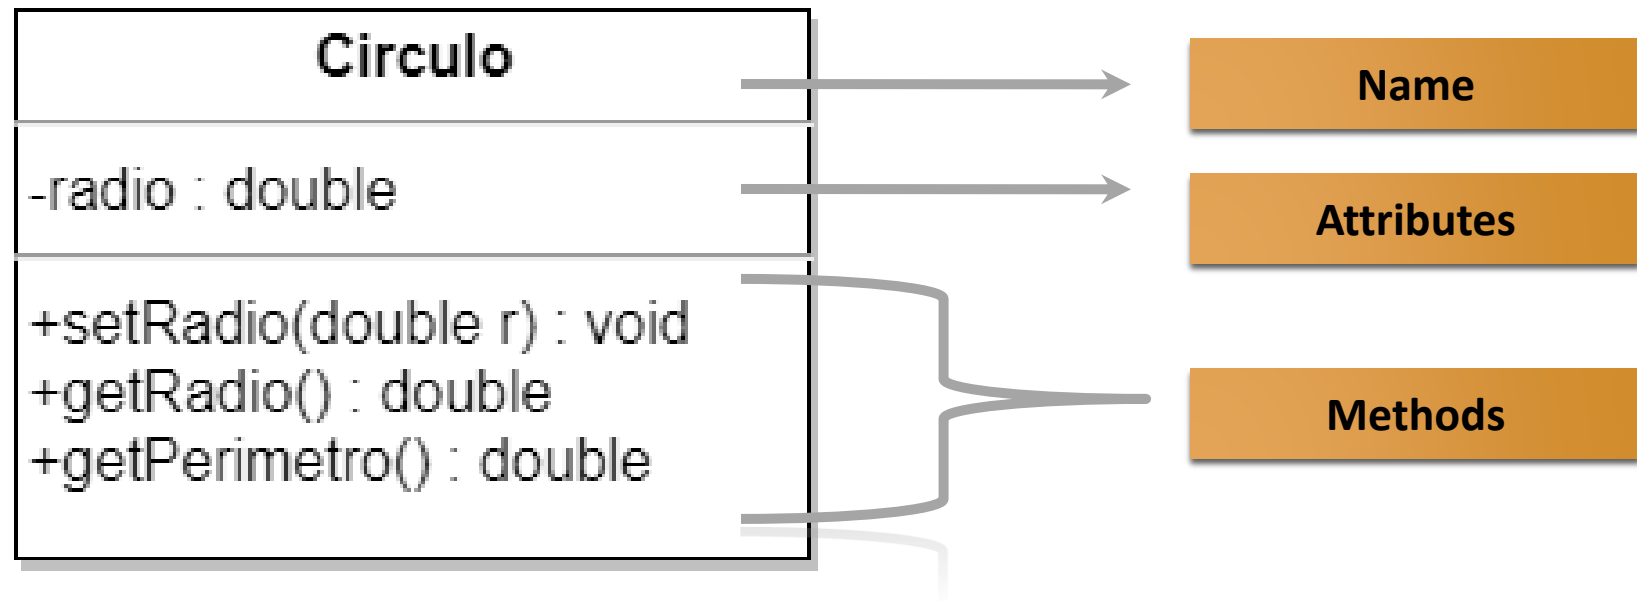 Circulo
Name
-radio : double
Attributes
+setRadio(double r) : void
+getRadio() : double
+getPerimetro() : double
Methods